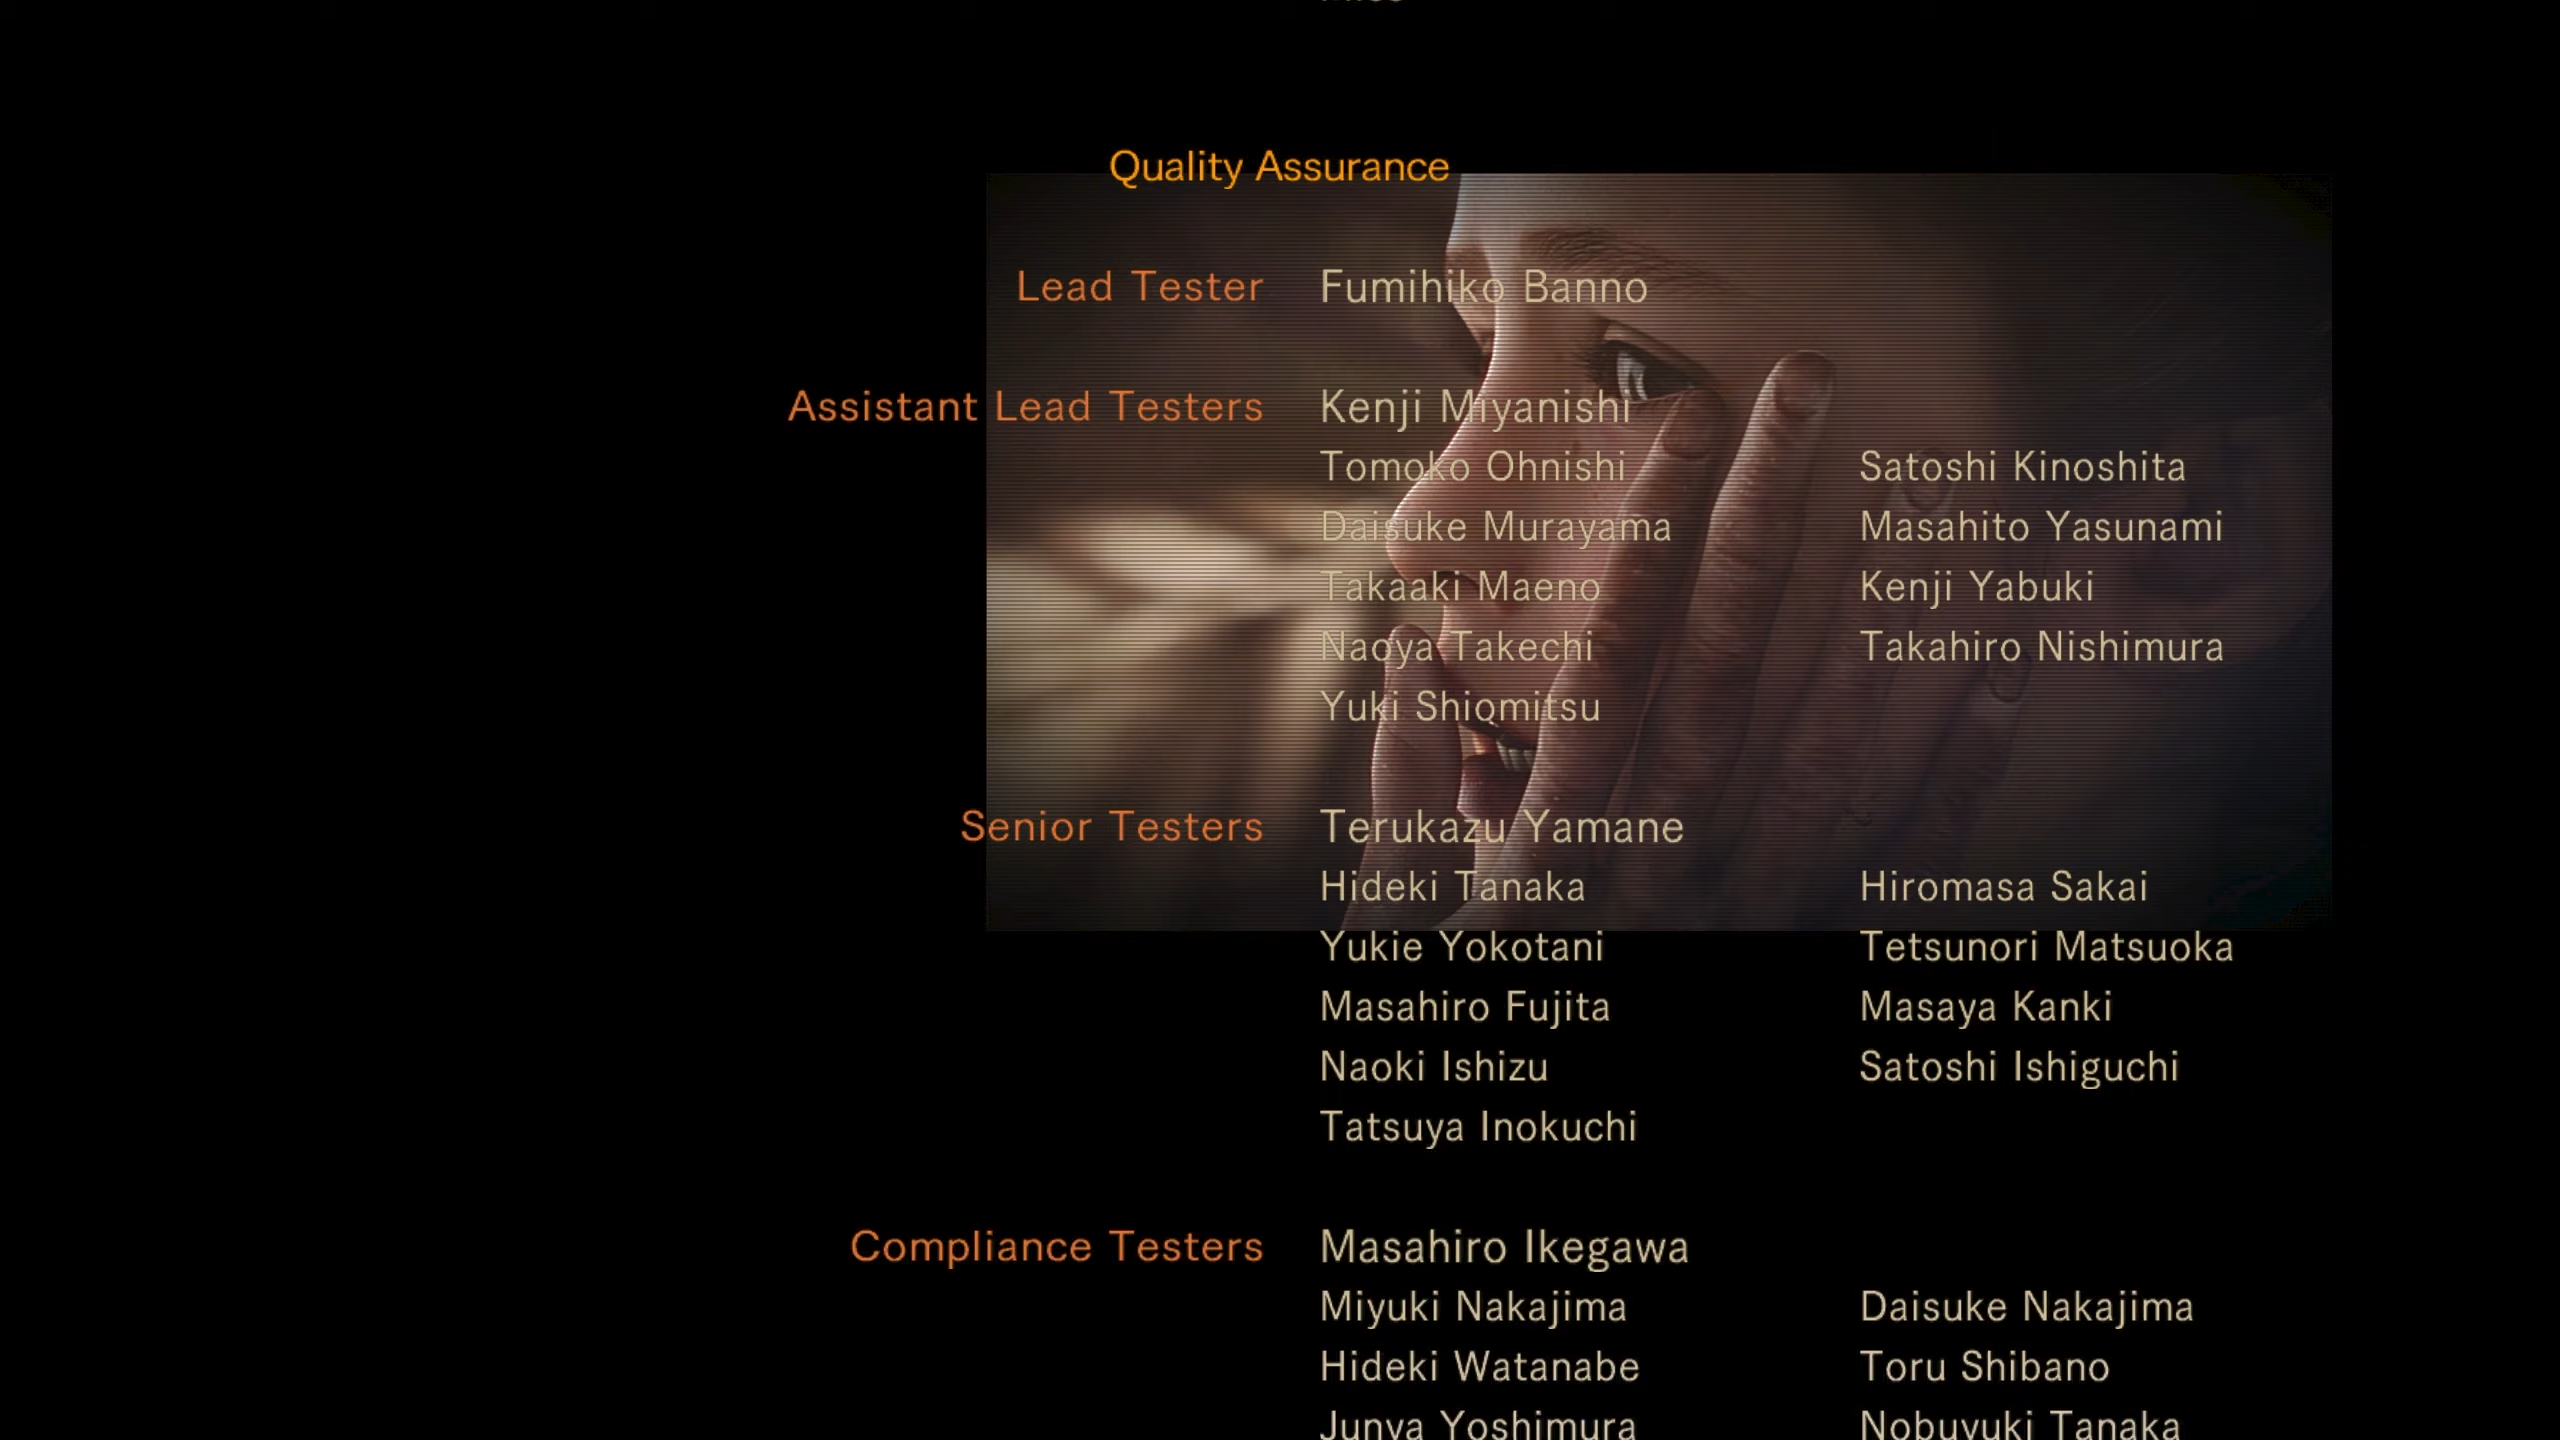 Quality Assurance
Lead Tester Fumihiko Banno
Assistant Lead Testers Kenji Miyanishi
Tomoko Ohnishi Satoshi Kinoshita
Daisuke Murayama Masahito Yasunami
Takaaki Maeno Kenji Yabuki
Naoya Takechi Takahiro Nishimura
Yuki Shiomitsu
Senior Testers Terukazu Yamane
Hideki Tanaka Hiromasa Sakai
Yukie Yokotani Tetsunori Matsuoka
Masahiro Fujita Masaya Kanki
Naoki Ishizu Satoshi Ishiguchi
Tatsuya Inokuchi
Compliance Testers Masahiro Ikegawa
Miyuki Nakajima Daisuke Nakajima
Hideki Watanabe Toru Shibano
Junya Yoshimura Nobuyuki Tanaka